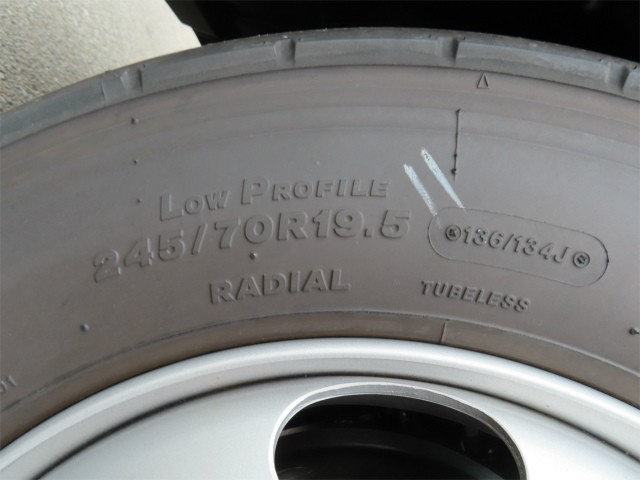 LOW PROFILE
245/70R19.5
136/134J
RADIAL
TUBELESS